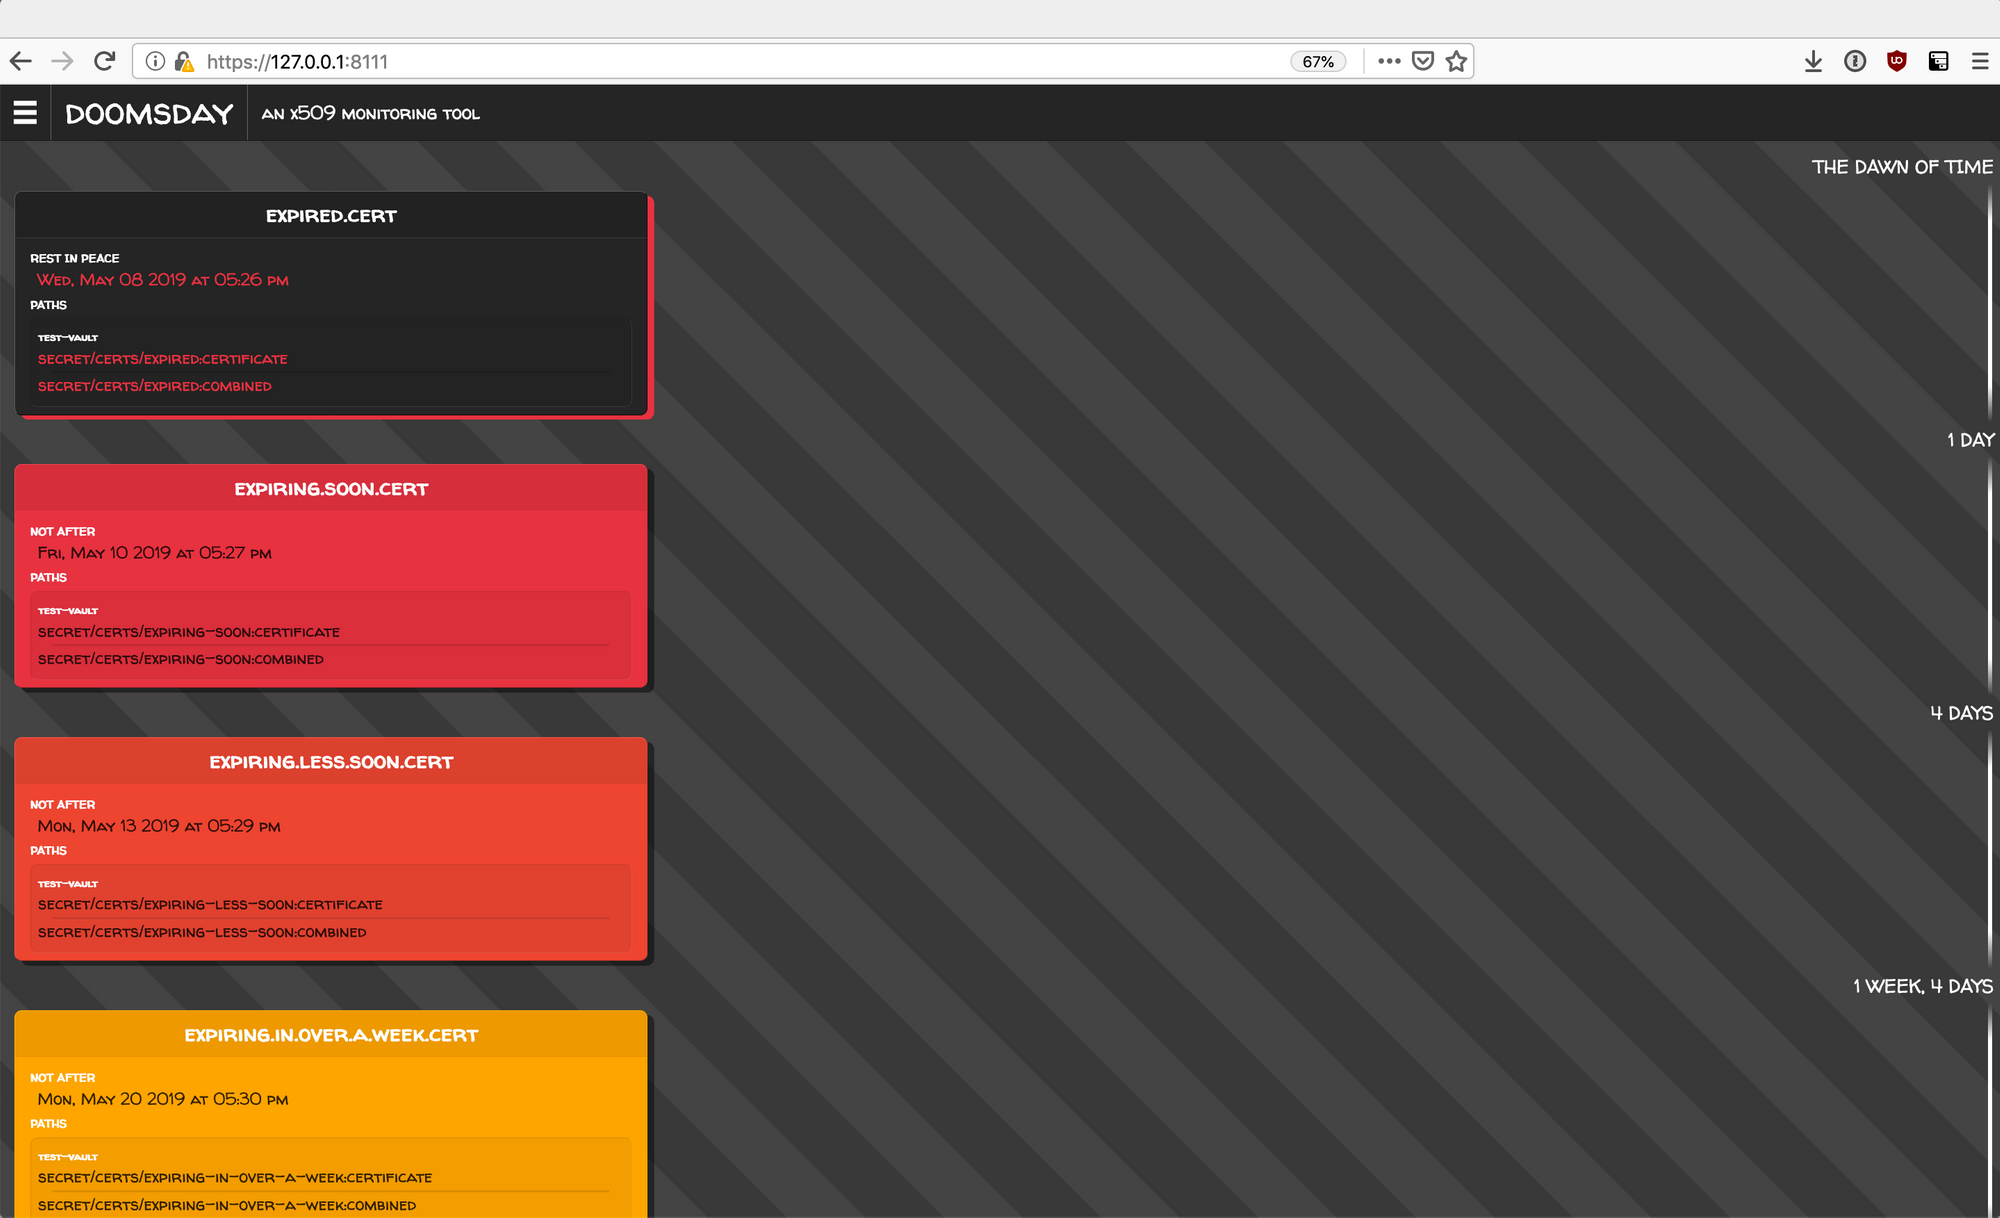 https://127.0.0.1:8111
67%
DOOMSDAY
AN X509 MONITORING TOOL
THE DAWN OF TIME
EXPIRED.CERT
REST IN PEACE
WED, MAY 08 2019 AT 05:26 PM
PATHS
TEST-VAULT
SECRET/CERTS/EXPIRED:CERTIFICATE
SECRET/CERTS/EXPIRED:COMBINED
1 DAY
EXPIRING.SOON.CERT
NOT AFTER
FRI, MAY 10 2019 AT 05:27 PM
PATHS
TEST-VAULT
SECRET/CERTS/EXPIRING-SOON:CERTIFICATE
SECRET/CERTS/EXPIRING-SOON:COMBINED
4 DAYS
EXPIRING.LESS.SOON.CERT
NOT AFTER
MON, MAY 13 2019 AT 05:29 PM
PATHS
TEST-VAULT
SECRET/CERTS/EXPIRING-LESS-SOON:CERTIFICATE
SECRET/CERTS/EXPIRING-LESS-SOON:COMBINED
1 WEEK, 4 DAYS
EXPIRING.IN.OVER.A.WEEK.CERT
NOT AFTER
MON, MAY 20 2019 AT 05:30 PM
PATHS
TEST-VAULT
SECRET/CERTS/EXPIRING-IN-OVER-A-WEEK:CERTIFICATE
SECRET/CERTS/EXPIRING-IN-OVER-A-WEEK:COMBINED